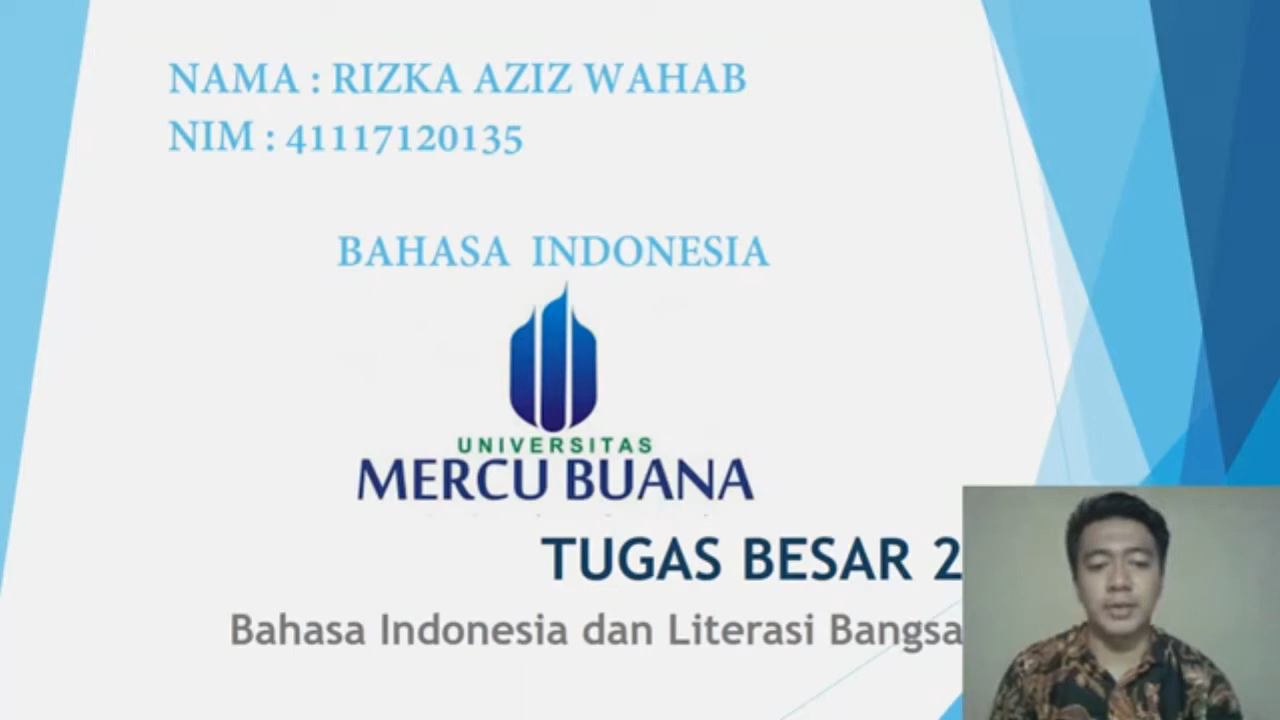 NAMA : RIZKA AZIZ WAHAB
NIM : 41117120135
BAHASA INDONESIA
UNIVERSITAS
MERCU BUANA
TUGAS BESAR 2
Bahasa Indonesia dan Literasi Bangsa